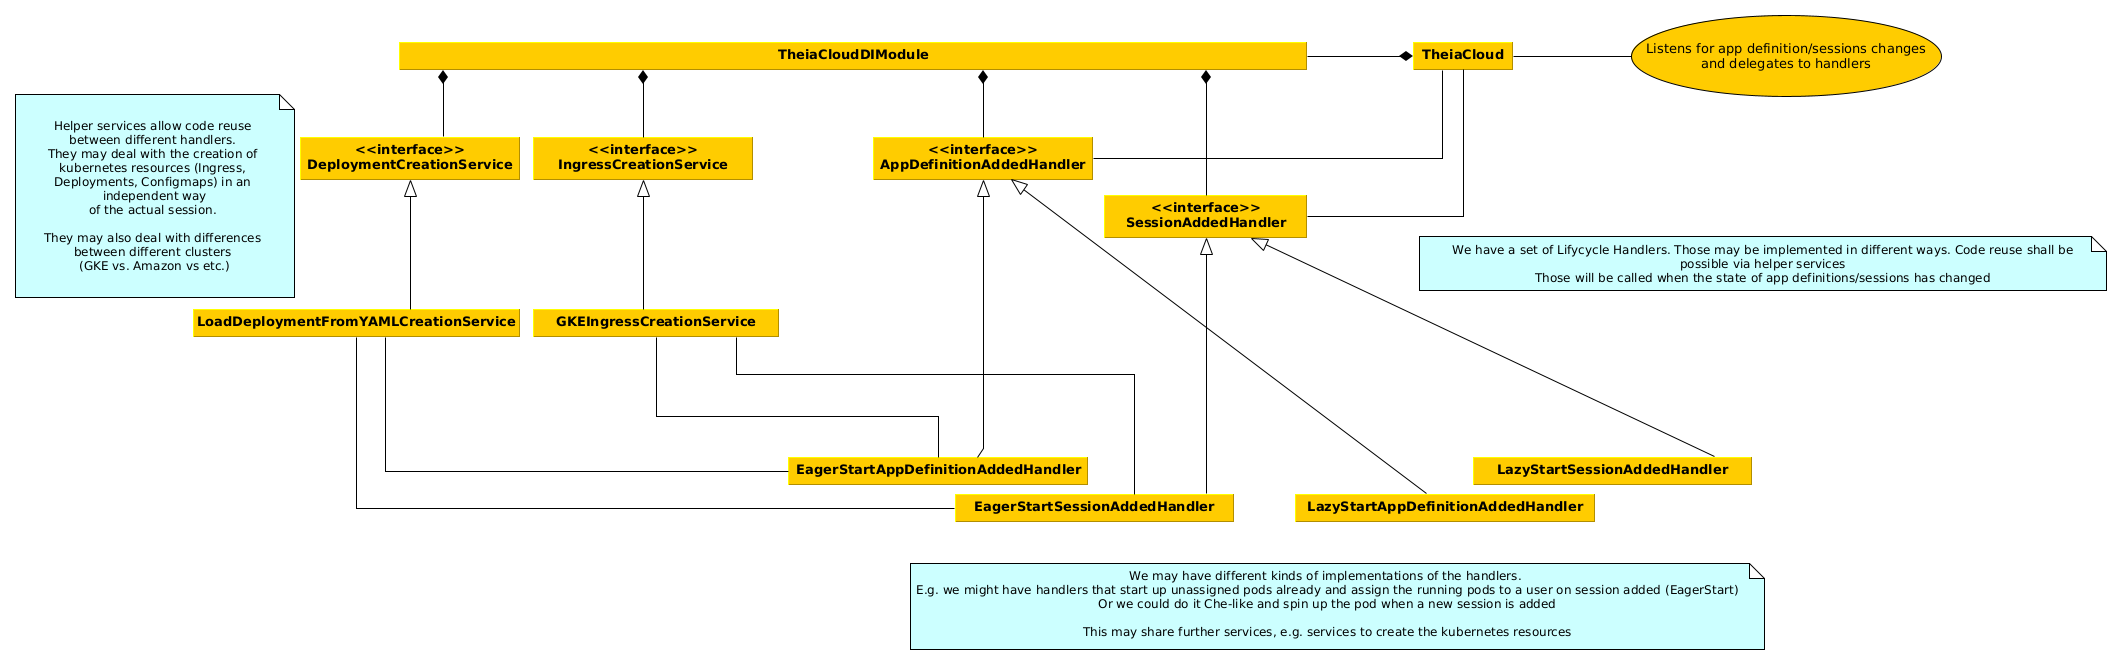 TheiaCloudDIModule
TheiaCloud
Listens for app definition/sessions changes
and delegates to handlers
Helper services allow code reuse
between different handlers.
They may deal with the creation of
kubernetes resources (Ingress,
Deployments, Configmaps) in an
independent way
of the actual session.
They may also deal with differences
between different clusters
(GKE vs. Amazon vs etc.)
<<interface>>
DeploymentCreationService
<<interface>>
IngressCreationService
<<interface>>
AppDefinitionAddedHandler
<<interface>>
SessionAddedHandler
We have a set of Lifycycle Handlers. Those may be implemented in different ways. Code reuse shall be
possible via helper services
Those will be called when the state of app definitions/sessions has changed
LoadDeploymentFromYAMLCreationService
GKEIngressCreationService
EagerStartAppDefinitionAddedHandler
LazyStartSessionAddedHandler
EagerStartSessionAddedHandler
LazyStartAppDefinitionAddedHandler
We may have different kinds of implementations of the handlers.
E.g. we might have handlers that start up unassigned pods already and assign the running pods to a user on session added (EagerStart)
Or we could do it Che-like and spin up the pod when a new session is added
This may share further services, e.g. services to create the kubernetes resources